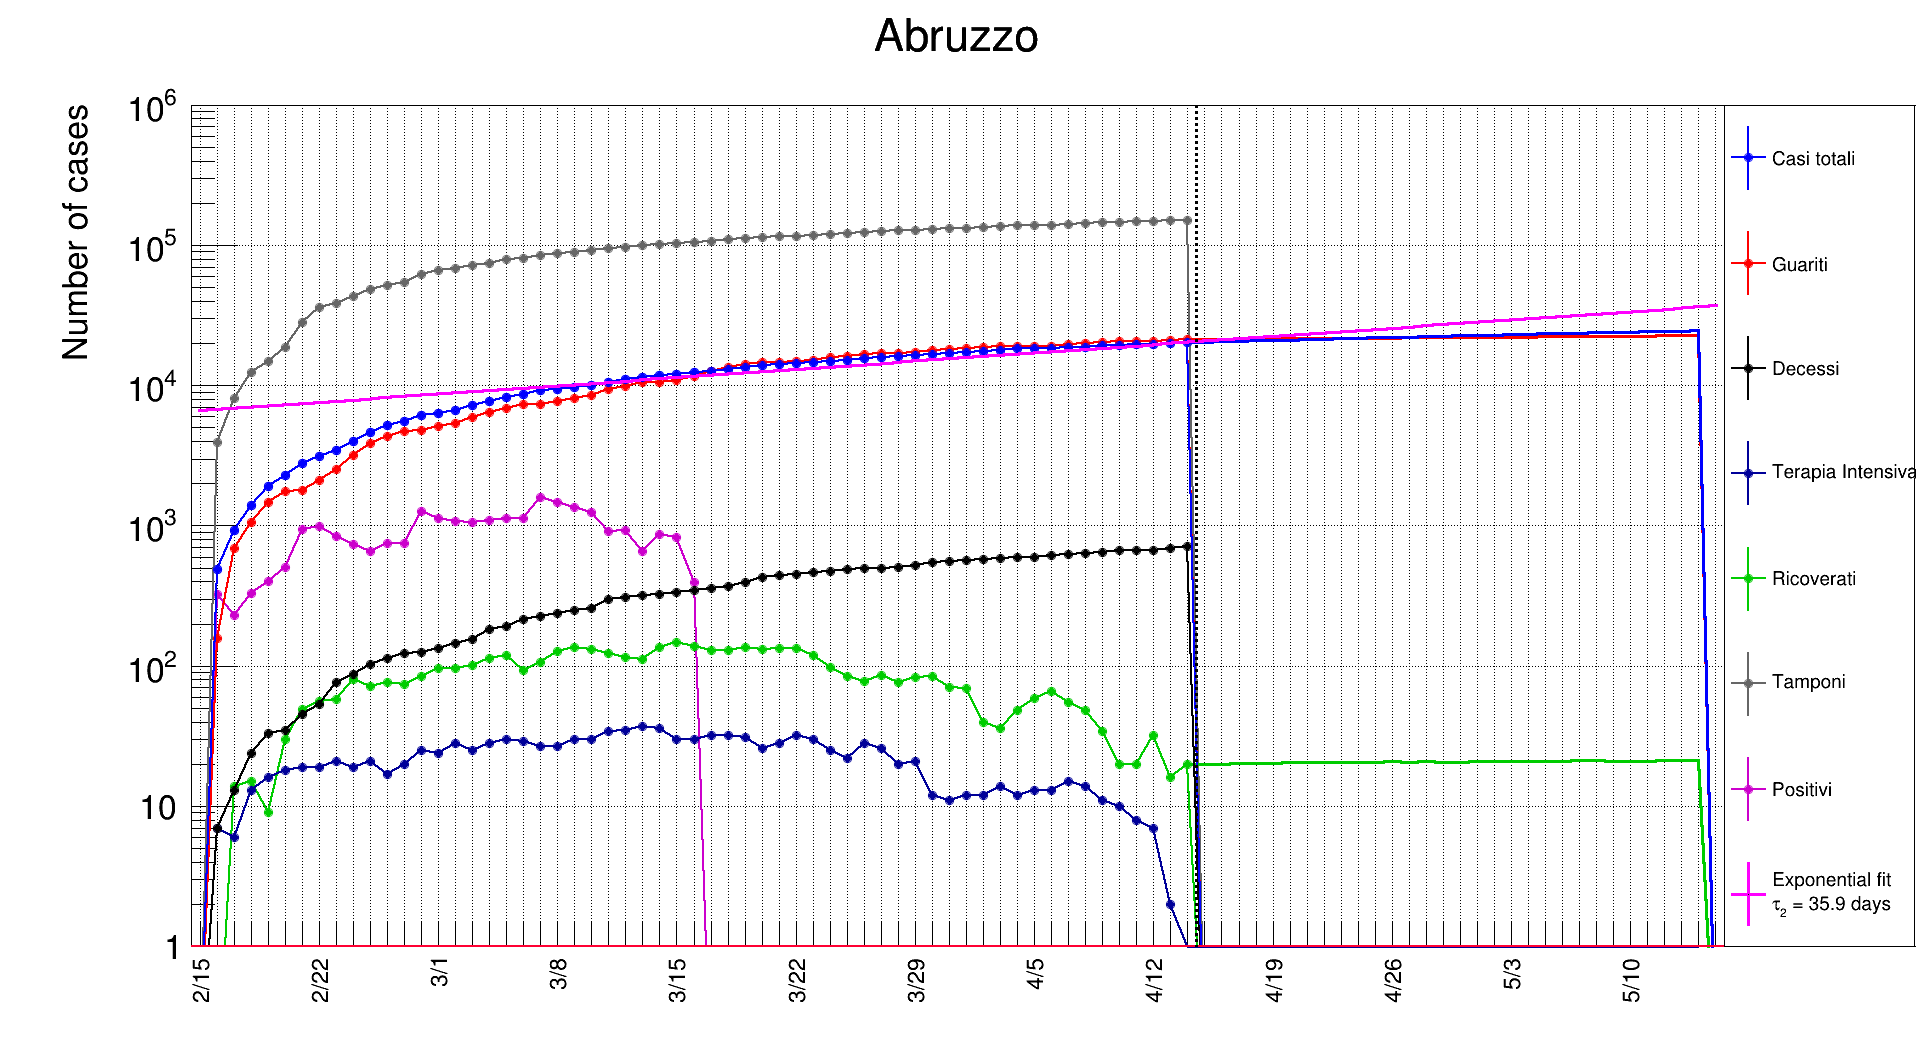 Abruzzo
Number of cases
10^6
10^5
10^4
10^3
10^2
10
1
2/15 2/22 3/1 3/8 3/15 3/22 3/29 4/5 4/12 4/19 4/26 5/3 5/10
Casi totali
Guariti
Decessi
Terapia Intensiva
Ricoverati
Tamponi
Positivi
Exponential fit
τ_2 = 35.9 days